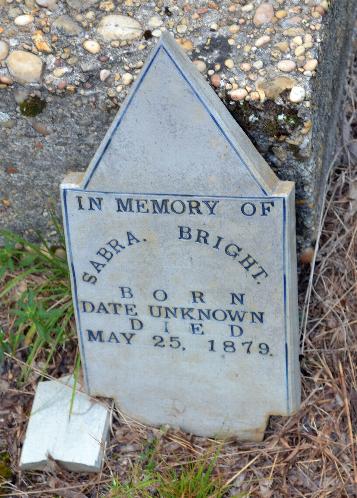 IN MEMORY OF
SABRA. BRIGHT.
BORN
DATE UNKNOWN
DIED
MAY 25, 1879.